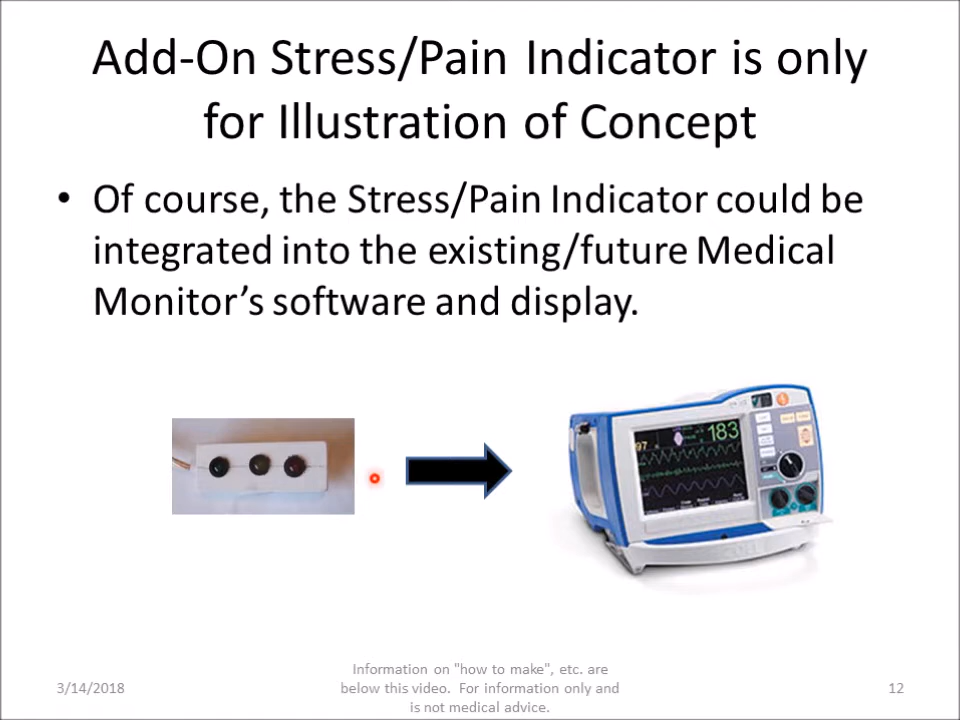 Add-On Stress/Pain Indicator is only
for Illustration of Concept
• Of course, the Stress/Pain Indicator could be
integrated into the existing/future Medical
Monitor’s software and display.
183
97
3/14/2018
Information on "how to make", etc. are
below this video. For information only and
is not medical advice.
12